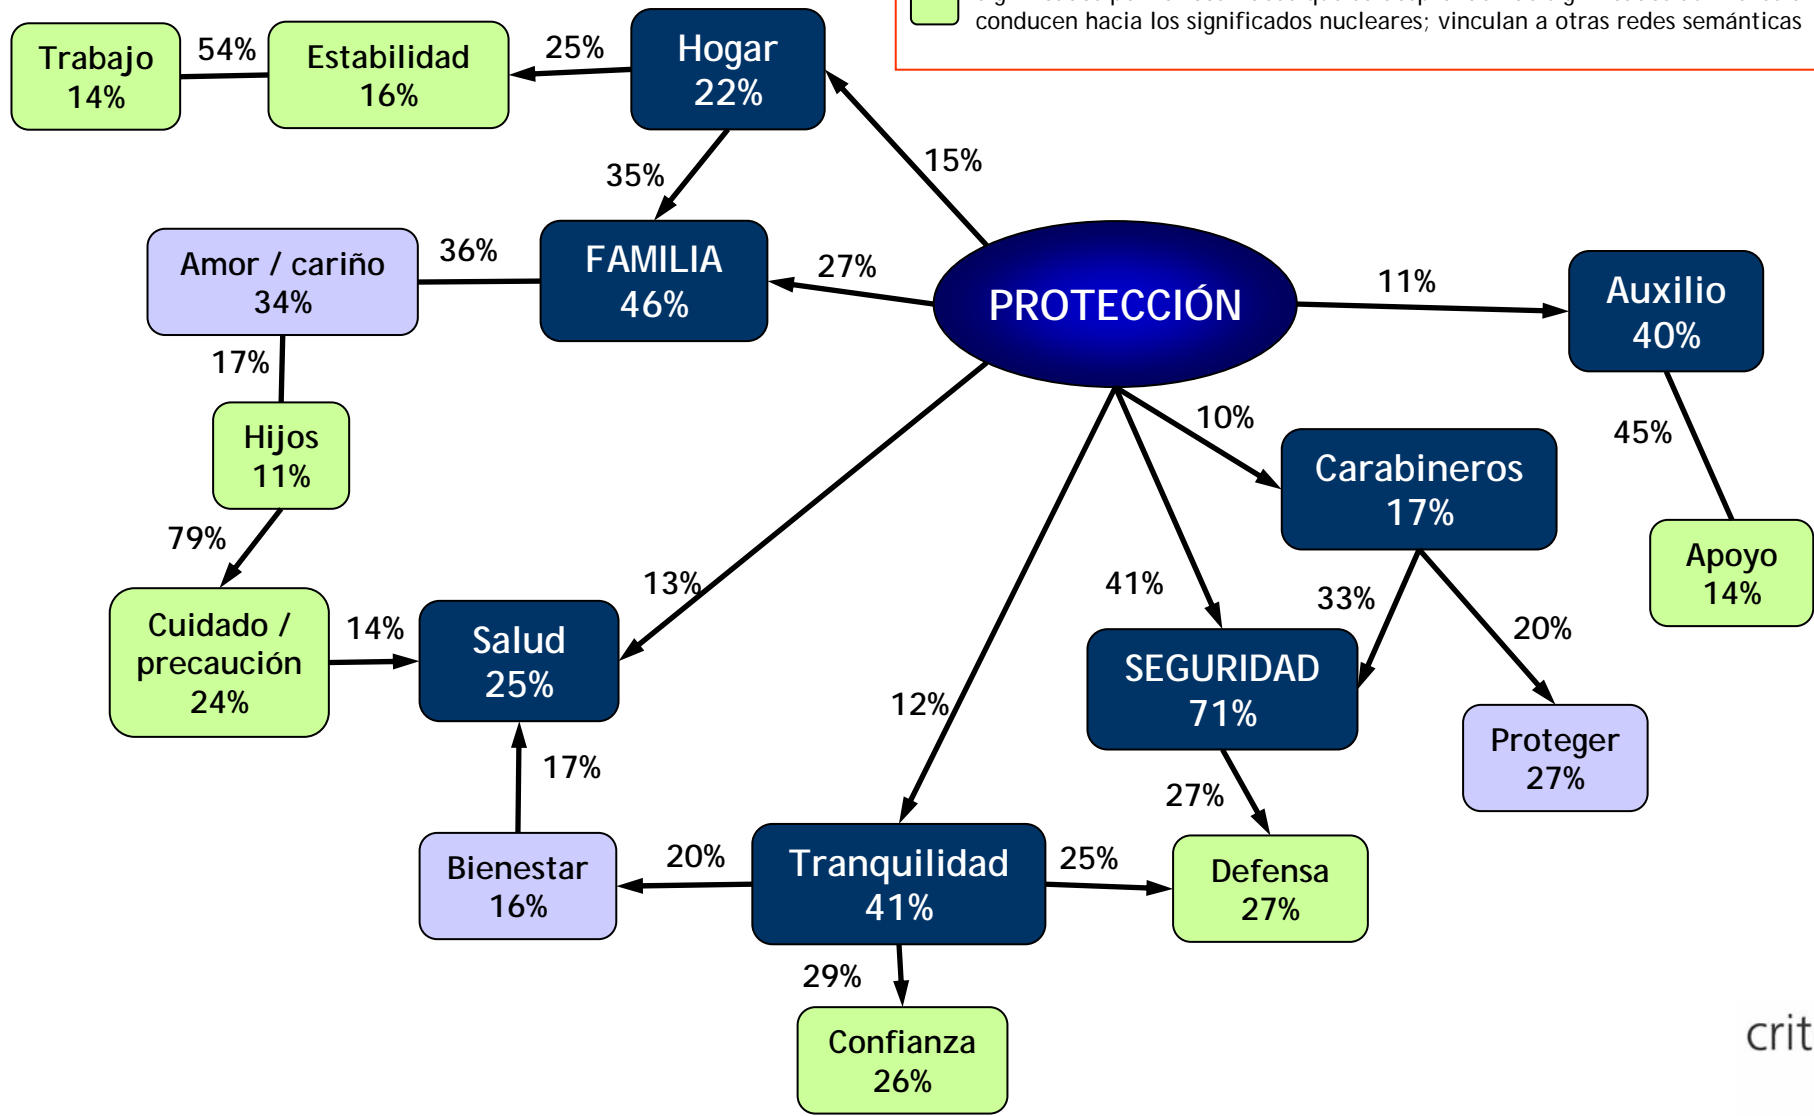 conducen hacia los significados nucleares; vinculan a otras redes semánticas
Trabajo
14%
54%
Estabilidad
16%
25%
Hogar
22%
15%
35%
Amor / cariño
34%
36%
FAMILIA
46%
27%
PROTECCIÓN
11%
Auxilio
40%
17%
Hijos
11%
10%
45%
Carabineros
17%
79%
Apoyo
14%
Cuidado /
precaución
24%
14%
Salud
25%
13%
41%
33%
20%
SEGURIDAD
71%
12%
Proteger
27%
17%
27%
Bienestar
16%
20%
Tranquilidad
41%
25%
Defensa
27%
29%
Confianza
26%
crit